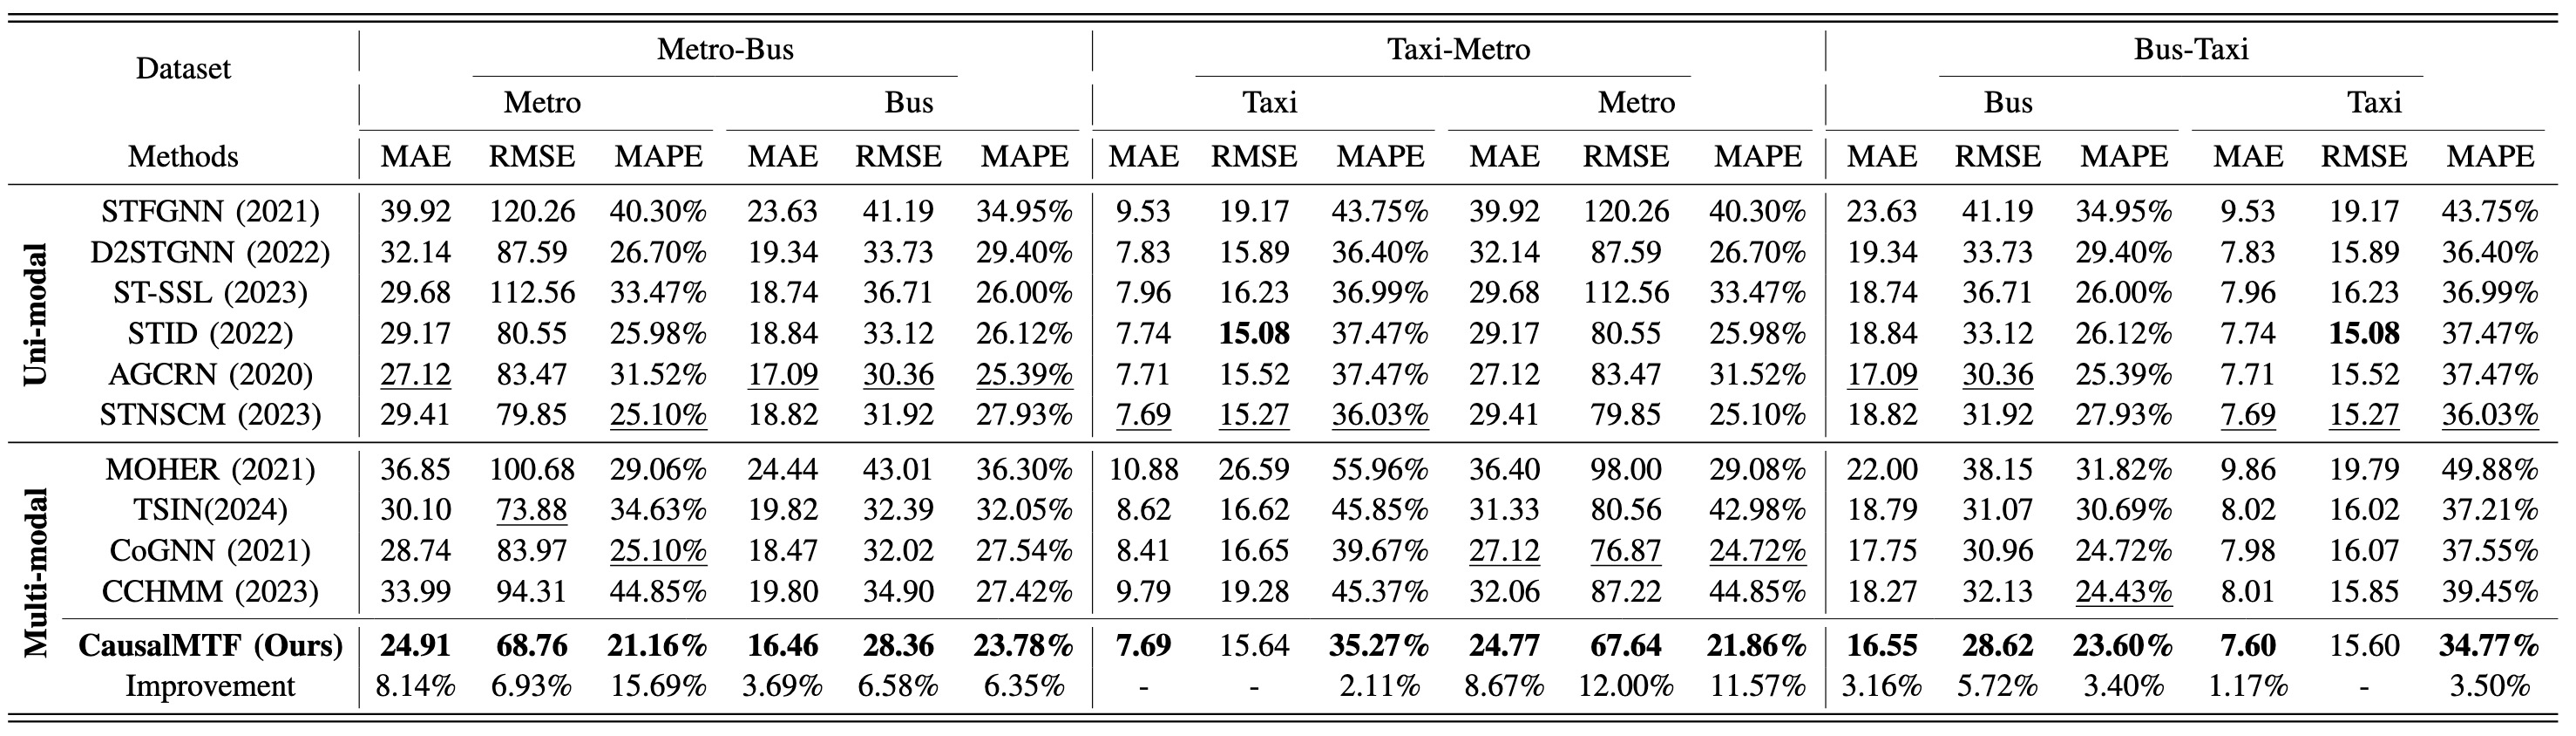 Dataset Metro-Bus Taxi-Metro Bus-Taxi
Metro Bus Taxi Metro Bus Taxi
Methods MAE RMSE MAPE MAE RMSE MAPE MAE RMSE MAPE MAE RMSE MAPE MAE RMSE MAPE MAE RMSE MAPE
Uni-modal
STFGNN (2021) 39.92 120.26 40.30% 23.63 41.19 34.95% 9.53 19.17 43.75% 39.92 120.26 40.30% 23.63 41.19 34.95% 9.53 19.17 43.75%
D2STGNN (2022) 32.14 87.59 26.70% 19.34 33.73 29.40% 7.83 15.89 36.40% 32.14 87.59 26.70% 19.34 33.73 29.40% 7.83 15.89 36.40%
ST-SSL (2023) 29.68 112.56 33.47% 18.74 36.71 26.00% 7.96 16.23 36.99% 29.68 112.56 33.47% 18.74 36.71 26.00% 7.96 16.23 36.99%
STID (2022) 29.17 80.55 25.98% 18.84 33.12 26.12% 7.74 15.08 37.47% 29.17 80.55 25.98% 18.84 33.12 26.12% 7.74 15.08 37.47%
AGCRN (2020) 27.12 83.47 31.52% 17.09 30.36 25.39% 7.71 15.52 37.47% 27.12 83.47 31.52% 17.09 30.36 25.39% 7.71 15.52 37.47%
STNSCM (2023) 29.41 79.85 25.10% 18.82 31.92 27.93% 7.69 15.27 36.03% 29.41 79.85 25.10% 18.82 31.92 27.93% 7.69 15.27 36.03%
Multi-modal
MOHER (2021) 36.85 100.68 29.06% 24.44 43.01 36.30% 10.88 26.59 55.96% 36.40 98.00 29.08% 22.00 38.15 31.82% 9.86 19.79 49.88%
TSIN(2024) 30.10 73.88 34.63% 19.82 32.39 32.05% 8.62 16.62 45.85% 31.33 80.56 42.98% 18.79 31.07 30.69% 8.02 16.02 37.21%
CoGNN (2021) 28.74 83.97 25.10% 18.47 32.02 27.54% 8.41 16.65 39.67% 27.12 76.87 24.72% 17.75 30.96 24.72% 7.98 16.07 37.55%
CCHMM (2023) 33.99 94.31 44.85% 19.80 34.90 27.42% 9.79 19.28 45.37% 32.06 87.22 44.85% 18.27 32.13 24.43% 8.01 15.85 39.45%
CausalMTF (Ours) 24.91 68.76 21.16% 16.46 28.36 23.78% 7.69 15.64 35.27% 24.77 67.64 21.86% 16.55 28.62 23.60% 7.60 15.60 34.77%
Improvement 8.14% 6.93% 15.69% 3.69% 6.58% 6.35% - - 2.11% 8.67% 12.00% 11.57% 3.16% 5.72% 3.40% 1.17% - 3.50%